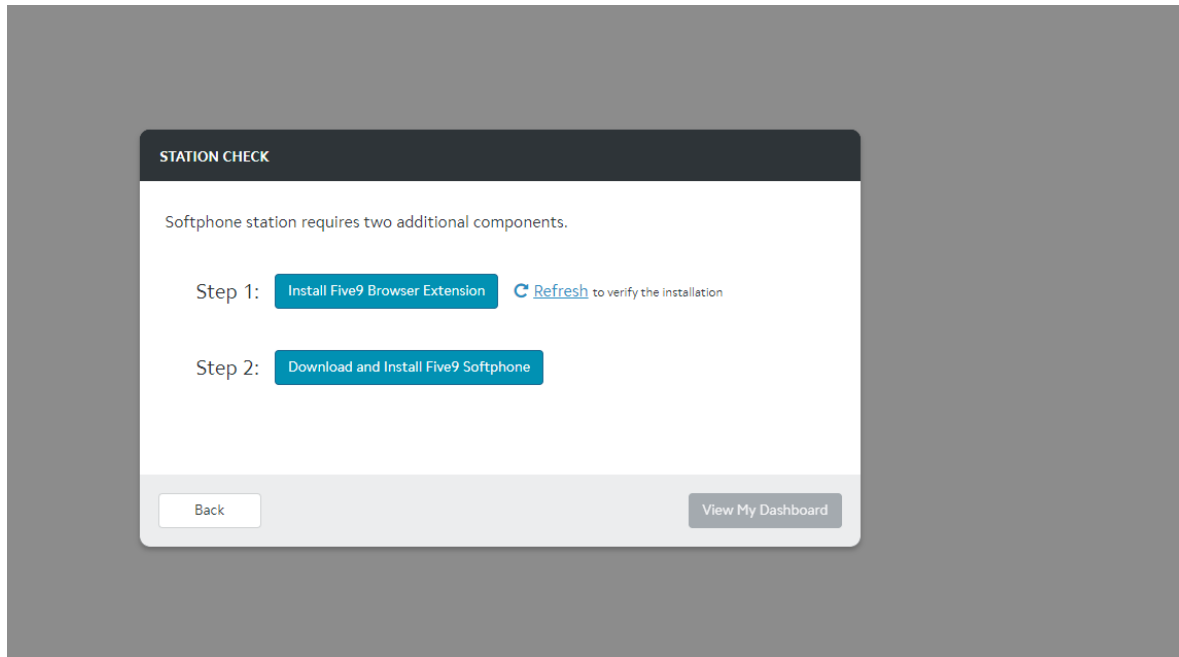 STATION CHECK
Softphone station requires two additional components.
Step 1: Install Five9 Browser Extension Refresh to verify the installation
Step 2: Download and Install Five9 Softphone
Back View My Dashboard